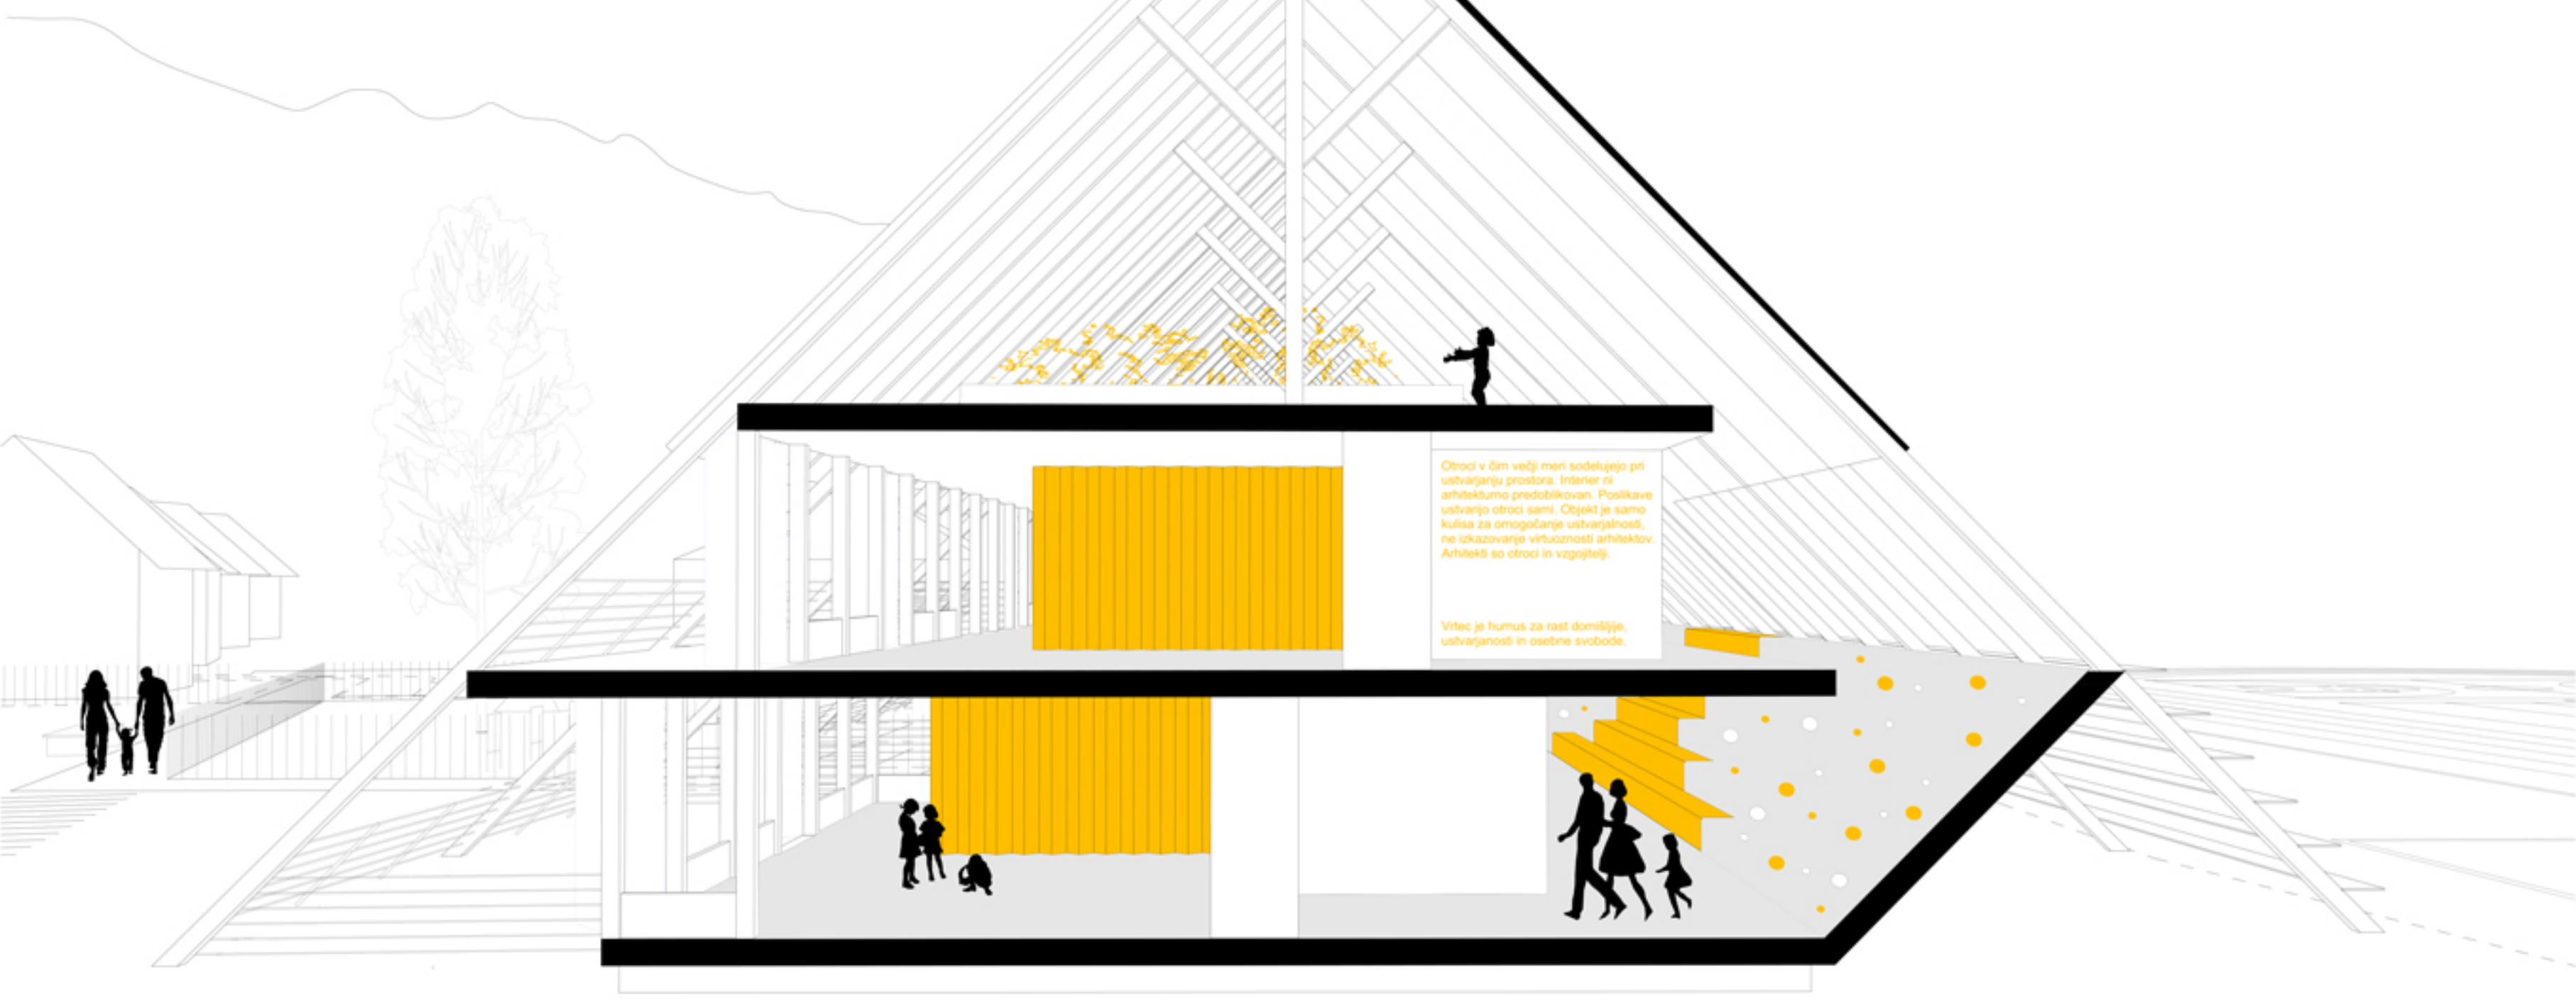 Otroci v čim večji meri sodelujejo pri
ustvarjanju prostora. Interier ni
arhitekturno predoblikovan. Poslikave
ustvarijo otroci sami. Objekt je samo
kulisa za omogočanje ustvarjalnosti,
ne izkazovanje virtuoznosti arhitektov.
Arhitekti so otroci in vzgojitelji.
Vrtec je humus za rast domišljije,
ustvarjanosti in osebne svobode.